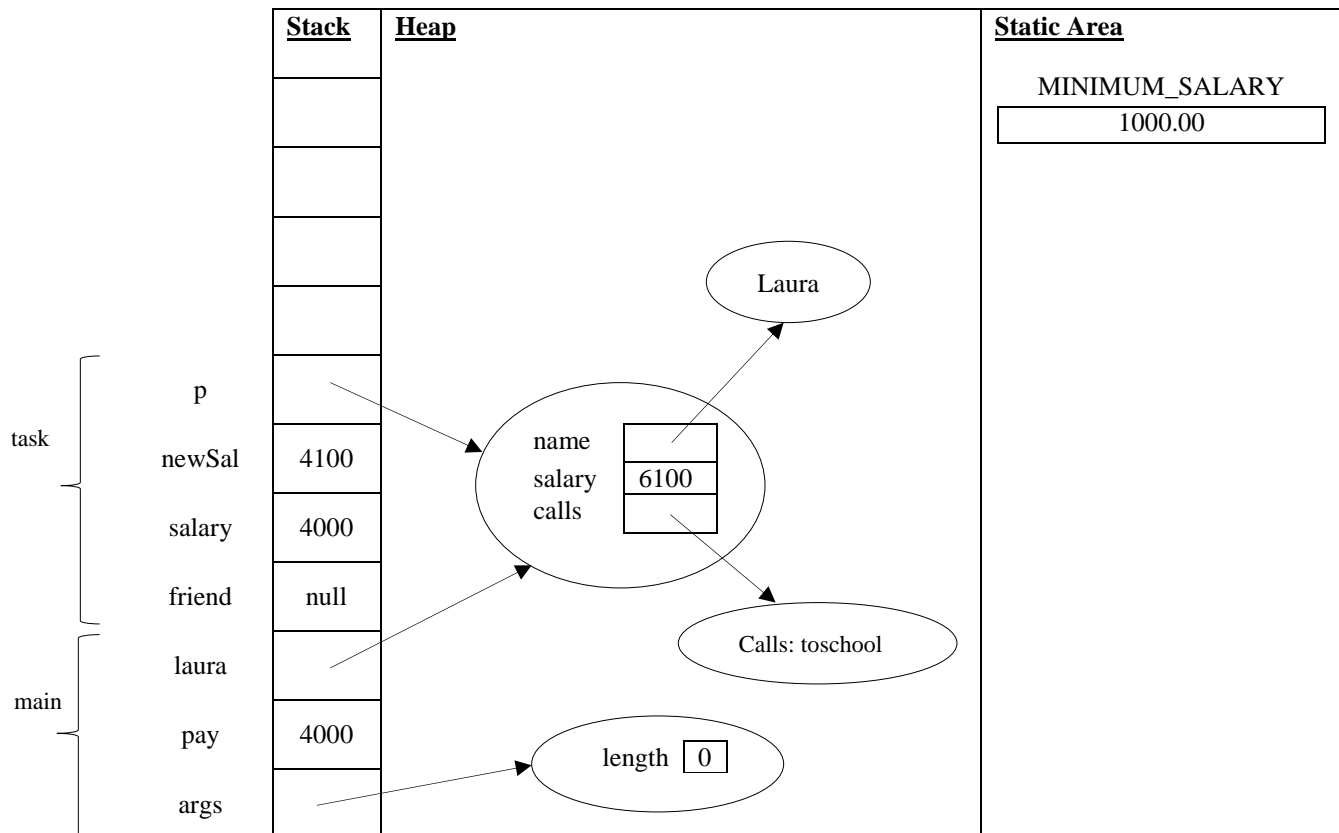 Stack
Heap
Static Area
MINIMUM_SALARY
1000.00
Laura
p
task
name
newSal 4100
salary 6100
calls
salary 4000
friend null
Calls: toschool
laura
main
pay 4000
length 0
args